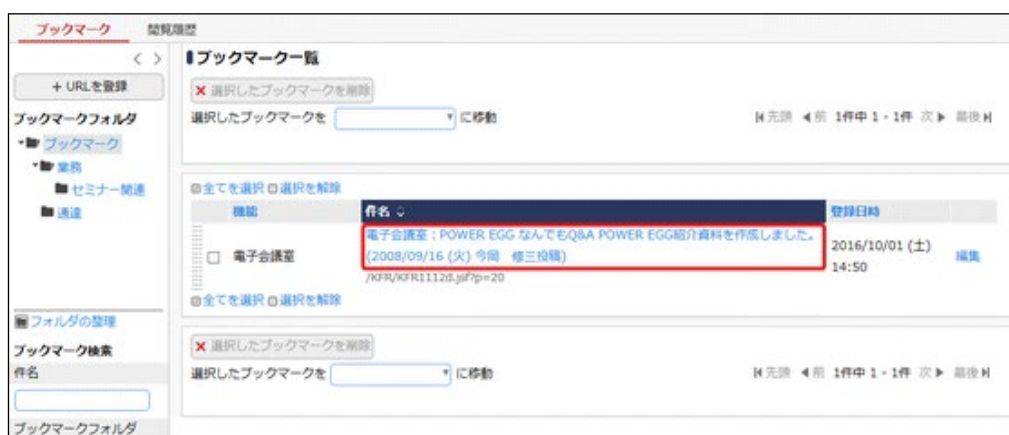 ブックマーク 閲覧履歴
< >
+ URLを登録
ブックマークフォルダ
ブックマーク
業務
セミナー関連
通達
フォルダの整理
ブックマーク検索
件名
ブックマークフォルダ
ブックマーク一覧
選択したブックマークを削除
選択したブックマークを に移動
先頭 前 1件中 1 - 1件 次 最後
全てを選択 選択を解除
機能 件名 登録日時
電子会議室
電子会議室：POWER EGG なんでもQ&A POWER EGG紹介資料を作成しました。
(2008/09/16 (火) 今岡 修三投稿)
/KFR/KFR1112d.jsf?p=20
2016/10/01 (土)
14:50
編集
全てを選択 選択を解除
選択したブックマークを削除
選択したブックマークを に移動
先頭 前 1件中 1 - 1件 次 最後